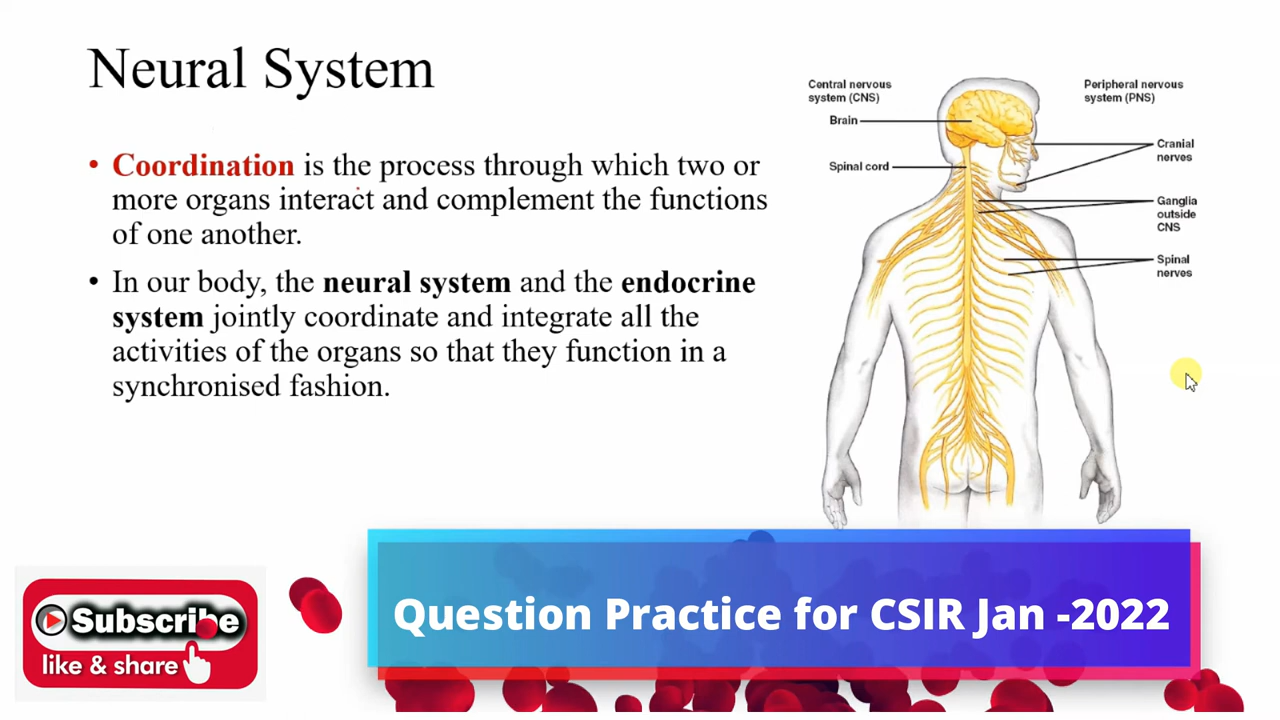 Neural System
• Coordination is the process through which two or
more organs interact and complement the functions
of one another.
• In our body, the neural system and the endocrine
system jointly coordinate and integrate all the
activities of the organs so that they function in a
synchronised fashion.
Central nervous
system (CNS)
Brain
Spinal cord
Peripheral nervous
system (PNS)
Cranial
nerves
Ganglia
outside
CNS
Spinal
nerves
Subscribe
like & share
Question Practice for CSIR Jan -2022